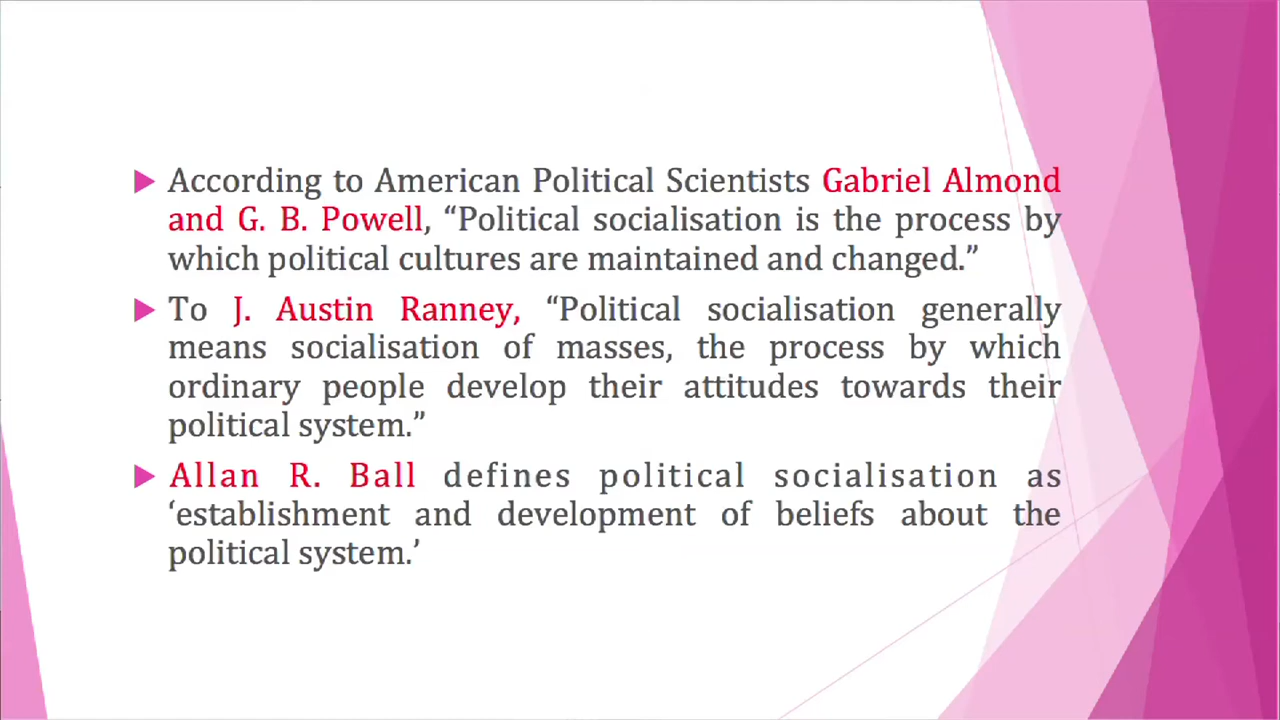 According to American Political Scientists Gabriel Almond
and G. B. Powell, “Political socialisation is the process by
which political cultures are maintained and changed.”
To J. Austin Ranney, “Political socialisation generally
means socialisation of masses, the process by which
ordinary people develop their attitudes towards their
political system.”
Allan R. Ball defines political socialisation as
‘establishment and development of beliefs about the
political system.’